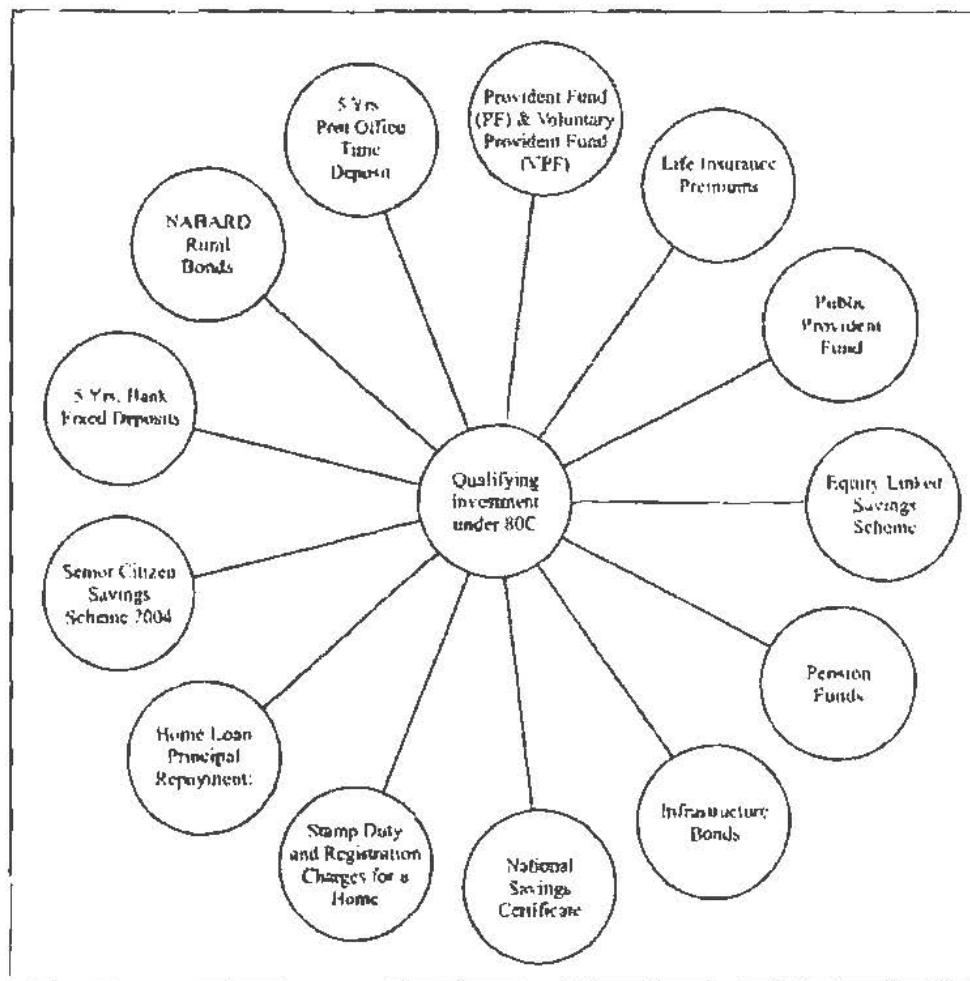 5 Yrs.
Post Office
Time
Deposit
Provident Fund
(PF) & Voluntary
Provident Fund
(VPF)
Life Insurance
Premiums
Public
Provident
Fund
Equity Linked
Savings
Scheme
Pension
Funds
Infrastructure
Bonds
National
Savings
Certificate
Stamp Duty
and Registration
Charges for a
Home
Home Loan
Principal
Repayment:
Senior Citizen
Savings
Scheme 2004
5 Yrs. Bank
Fixed Deposits
NABARD
Rural
Bonds
Qualifying
investment
under 80C